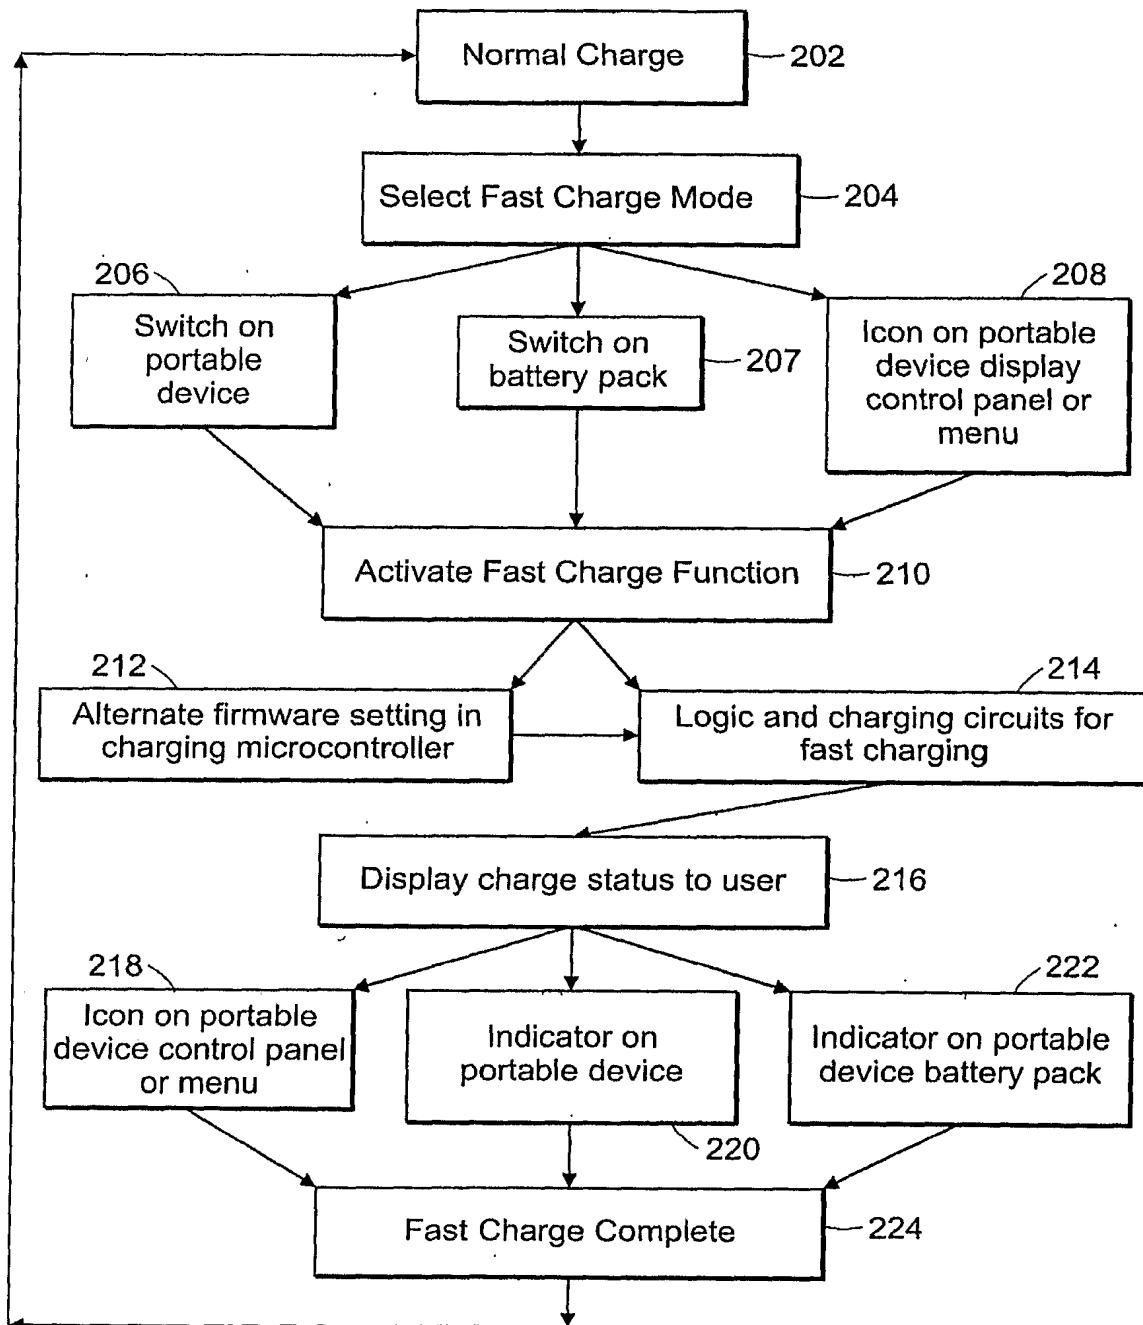 Normal Charge
202
Select Fast Charge Mode
204
206
208
Switch on
portable
device
Switch on
battery pack
207
Icon on portable
device display
control panel or
menu
Activate Fast Charge Function
210
212
214
Alternate firmware setting in
charging microcontroller
Logic and charging circuits for
fast charging
Display charge status to user
216
218
222
Icon on portable
device control panel
or menu
Indicator on
portable device
220
Indicator on portable
device battery pack
Fast Charge Complete
224